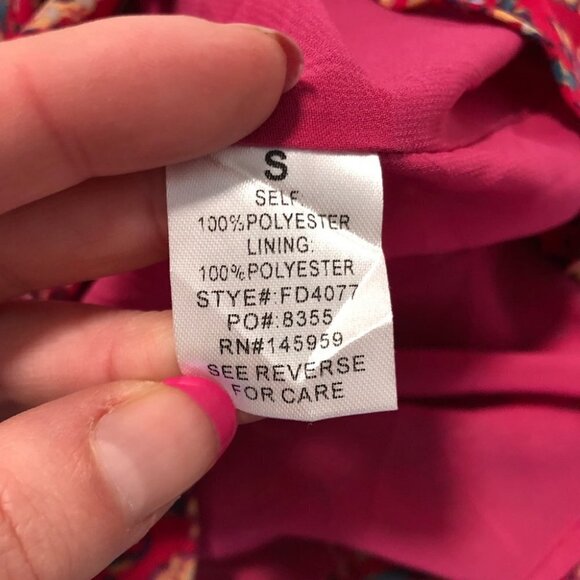 S
SELF
100%POLYESTER
LINING:
100%POLYESTER
STYE#:FD4077
PO#:8355
RN#145959
SEE REVERSE
FOR CARE